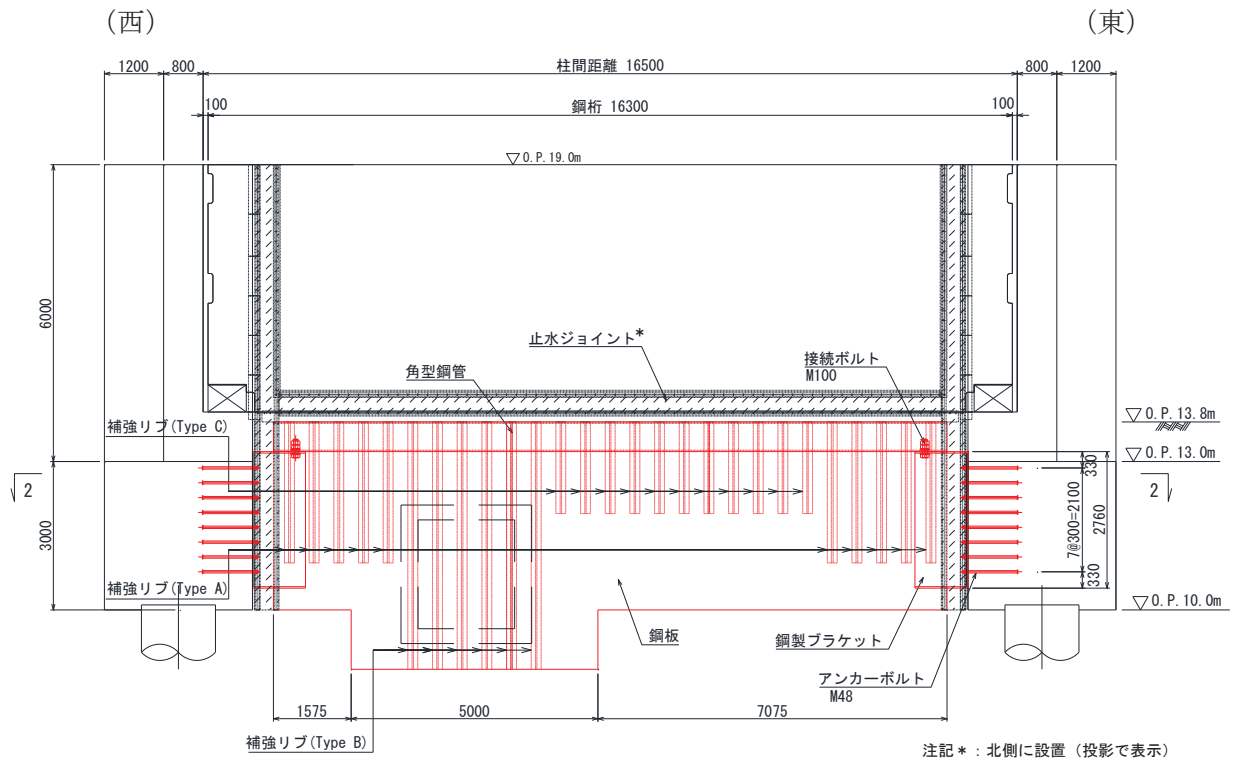 (西)
(東)
1200
800
柱間距離 16500
800
1200
100
鋼桁 16300
100
▽O.P.19.0m
6000
止水ジョイント*
接続ボルト
M100
角型鋼管
補強リブ(Type C)
▽O.P.13.8m
▽O.P.13.0m
2
2
330
7@300=2100
2760
330
3000
補強リブ(Type A)
▽O.P.10.0m
鋼板
鋼製ブラケット
アンカーボルト
M48
1575
5000
7075
補強リブ(Type B)
注記*:北側に設置(投影で表示)